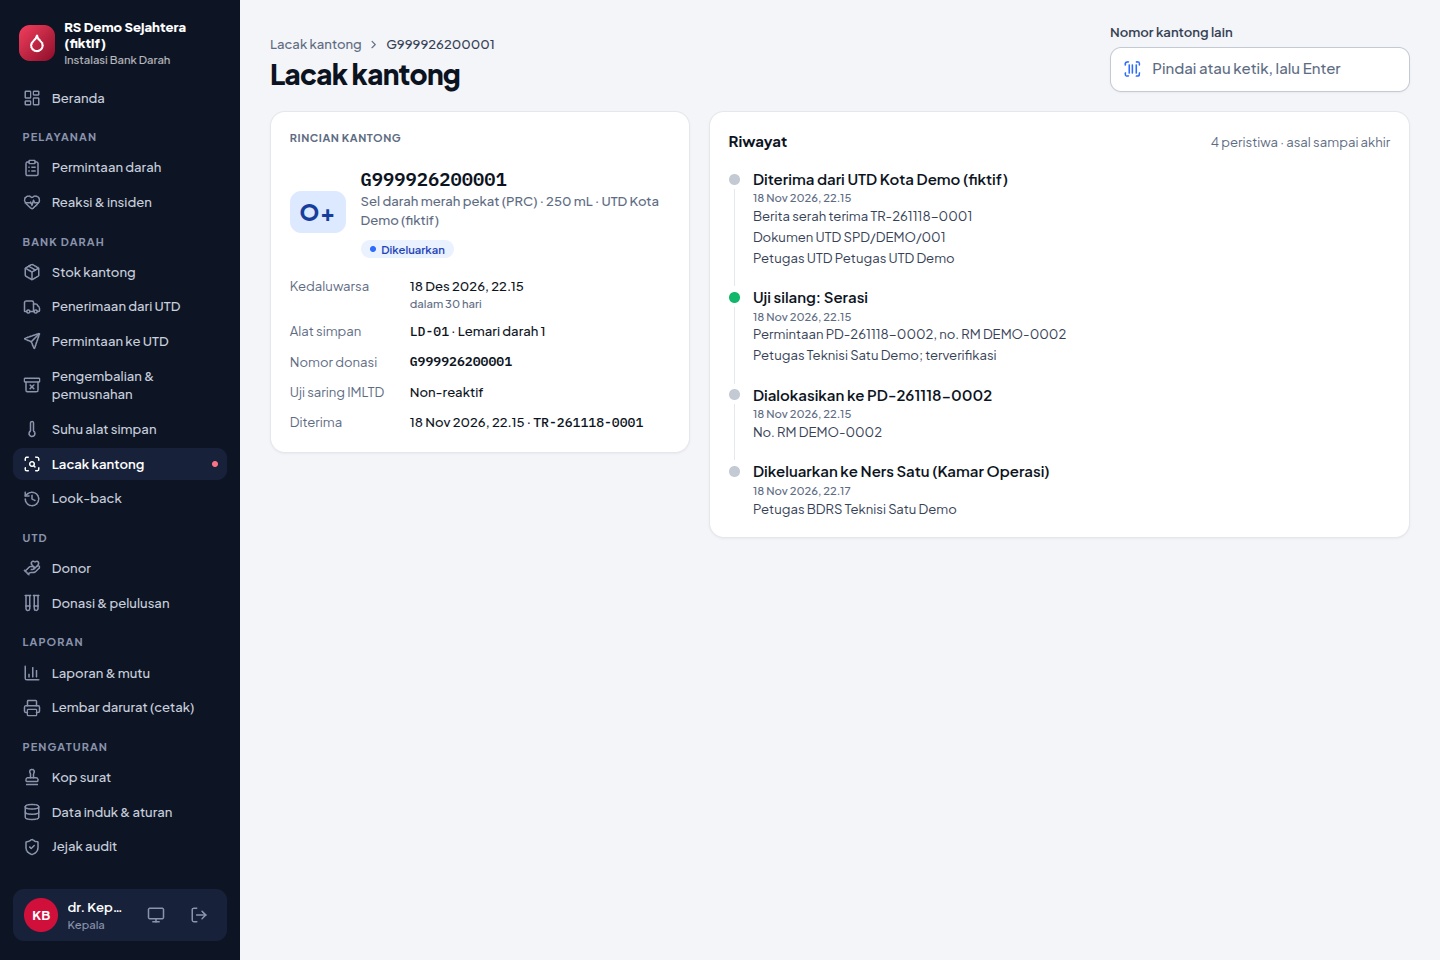 RS Demo Sejahtera
(fiktif)
Instalasi Bank Darah
Beranda
PELAYANAN
Permintaan darah
Reaksi & insiden
BANK DARAH
Stok kantong
Penerimaan dari UTD
Permintaan ke UTD
Pengembalian &
pemusnahan
Suhu alat simpan
Lacak kantong
Look-back
UTD
Donor
Donasi & pelulusan
LAPORAN
Laporan & mutu
Lembar darurat (cetak)
PENGATURAN
Kop surat
Data induk & aturan
Jejak audit
KB
dr. Kep...
Kepala
Lacak kantong > G999926200001
Lacak kantong
Nomor kantong lain
Pindai atau ketik, lalu Enter
RINCIAN KANTONG
O+
G999926200001
Sel darah merah pekat (PRC) · 250 mL · UTD Kota
Demo (fiktif)
Dikeluarkan
Kedaluwarsa 18 Des 2026, 22.15
dalam 30 hari
Alat simpan LD-01 · Lemari darah 1
Nomor donasi G999926200001
Uji saring IMLTD Non-reaktif
Diterima 18 Nov 2026, 22.15 · TR-261118-0001
Riwayat 4 peristiwa · asal sampai akhir
Diterima dari UTD Kota Demo (fiktif)
18 Nov 2026, 22.15
Berita serah terima TR-261118-0001
Dokumen UTD SPD/DEMO/001
Petugas UTD Petugas UTD Demo
Uji silang: Serasi
18 Nov 2026, 22.15
Permintaan PD-261118-0002, no. RM DEMO-0002
Petugas Teknisi Satu Demo; terverifikasi
Dialokasikan ke PD-261118-0002
18 Nov 2026, 22.15
No. RM DEMO-0002
Dikeluarkan ke Ners Satu (Kamar Operasi)
18 Nov 2026, 22.17
Petugas BDRS Teknisi Satu Demo